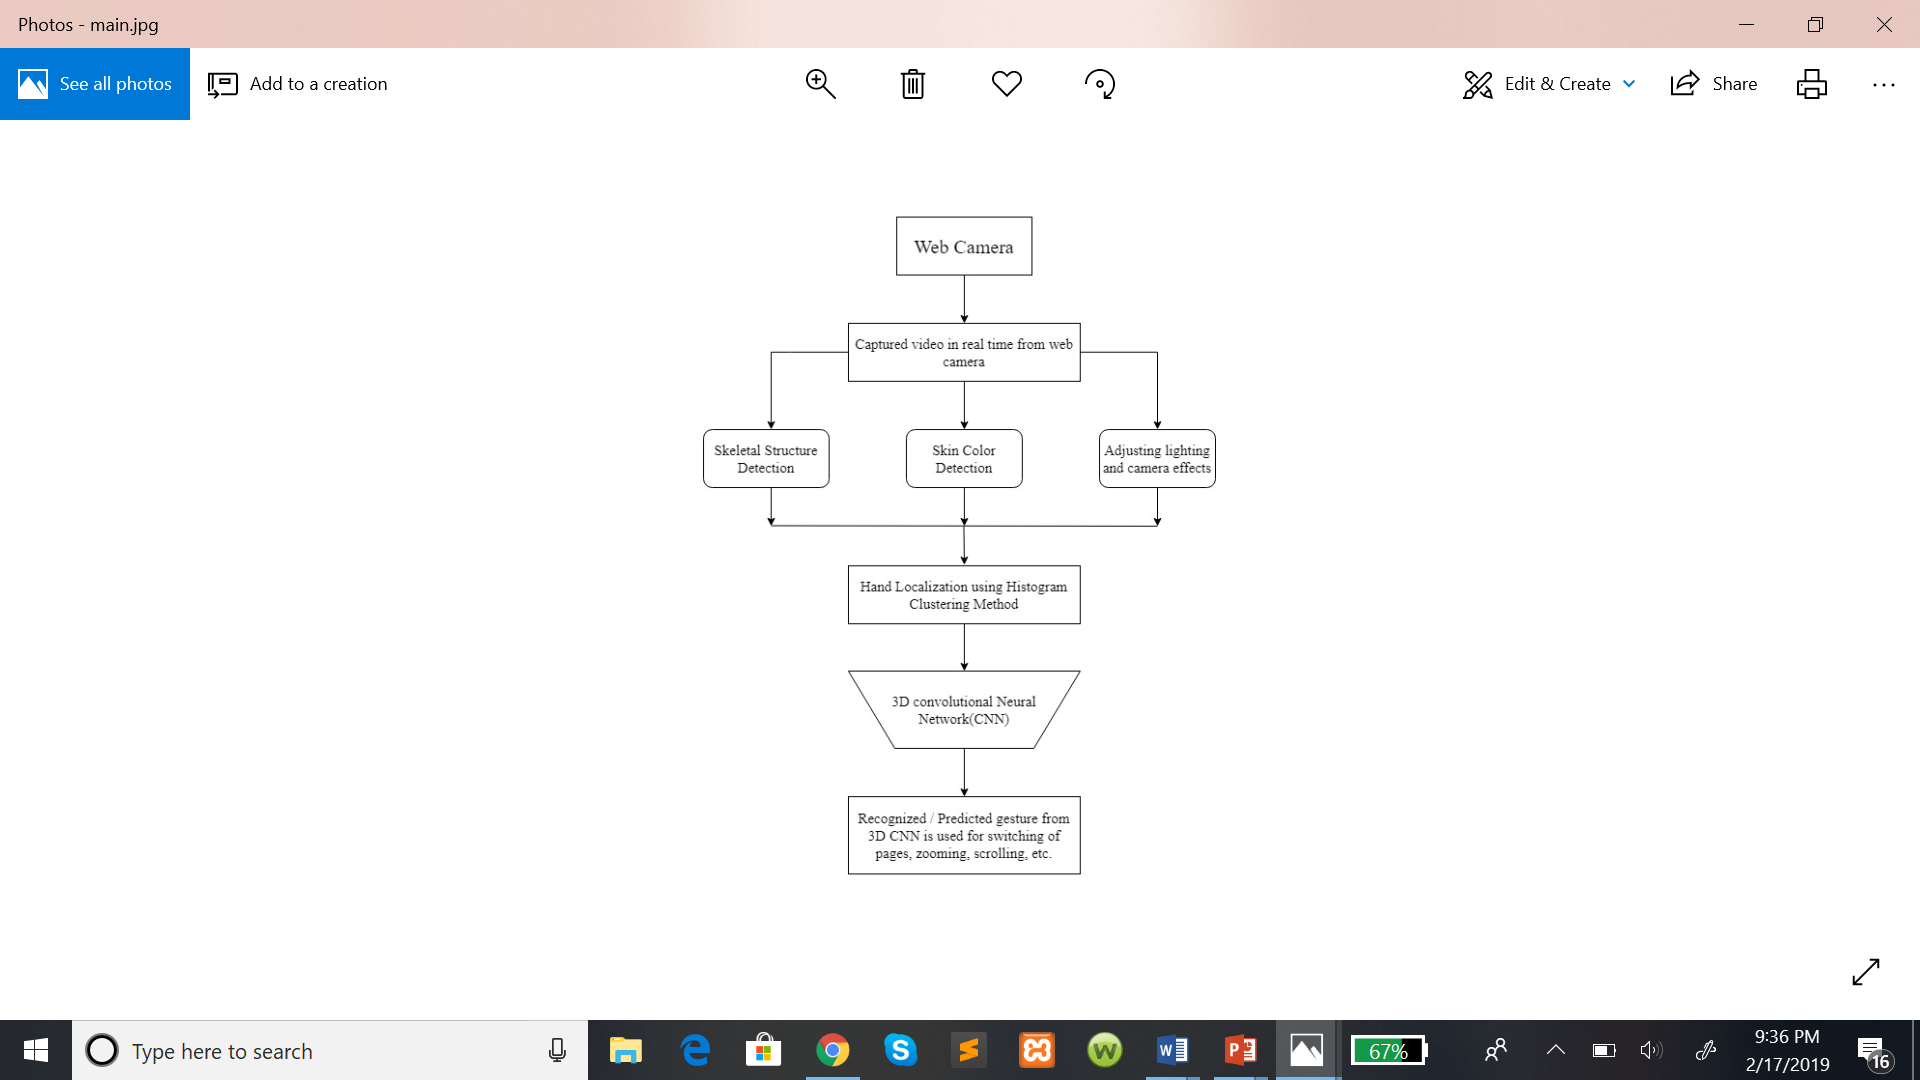 Photos - main.jpg
See all photos
Add to a creation
Edit & Create
Share
Web Camera
Captured video in real time from web
camera
Skeletal Structure
Detection
Skin Color
Detection
Adjusting lighting
and camera effects
Hand Localization using Histogram
Clustering Method
3D convolutional Neural
Network(CNN)
Recognized / Predicted gesture from
3D CNN is used for switching of
pages, zooming, scrolling, etc.
Type here to search
67%
9:36 PM
2/17/2019
16